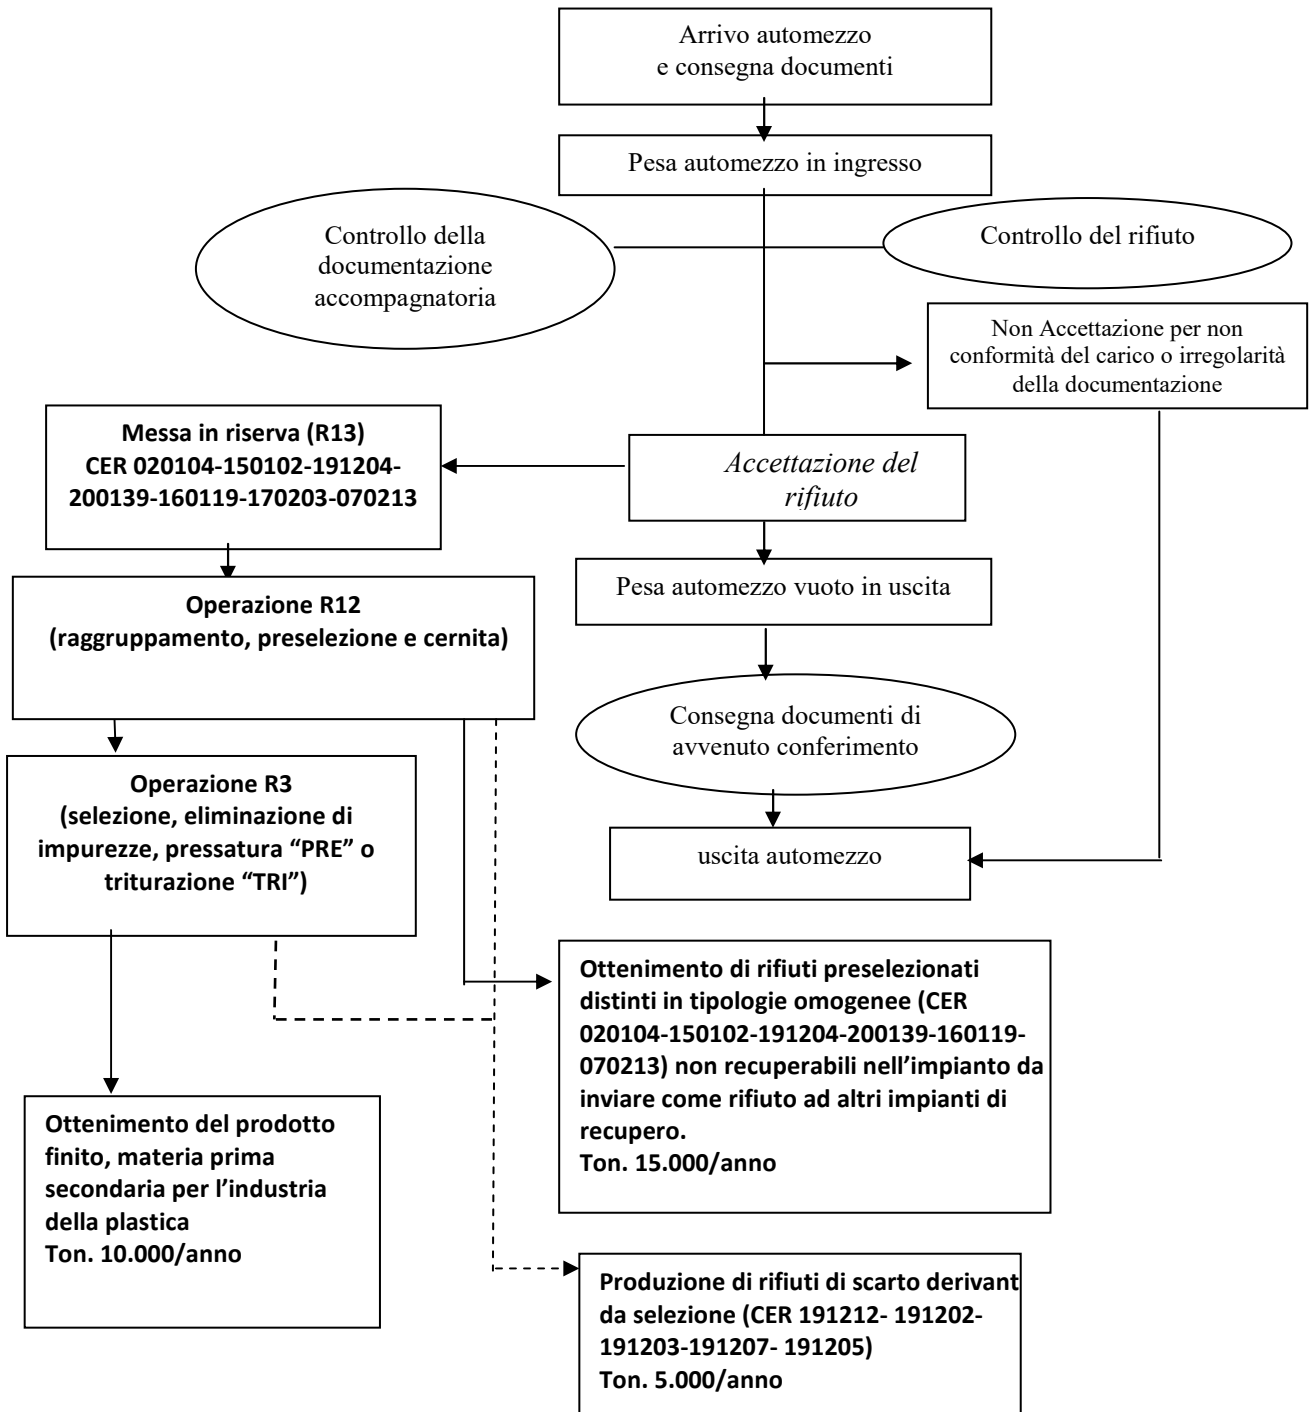 Arrivo automezzo
e consegna documenti
Pesa automezzo in ingresso
Controllo della
documentazione
accompagnatoria
Controllo del rifiuto
Non Accettazione per non
conformità del carico o irregolarità
della documentazione
Messa in riserva (R13)
CER 020104-150102-191204-
200139-160119-170203-070213
Accettazione del
rifiuto
Operazione R12
(raggruppamento, preselezione e cernita)
Pesa automezzo vuoto in uscita
Consegna documenti di
avvenuto conferimento
Operazione R3
(selezione, eliminazione di
impurezze, pressatura “PRE” o
triturazione “TRI”)
uscita automezzo
Ottenimento di rifiuti preselezionati
distinti in tipologie omogenee (CER
020104-150102-191204-200139-160119-
070213) non recuperabili nell’impianto da
inviare come rifiuto ad altri impianti di
recupero.
Ton. 15.000/anno
Ottenimento del prodotto
finito, materia prima
secondaria per l’industria
della plastica
Ton. 10.000/anno
Produzione di rifiuti di scarto derivant
da selezione (CER 191212- 191202-
191203-191207- 191205)
Ton. 5.000/anno